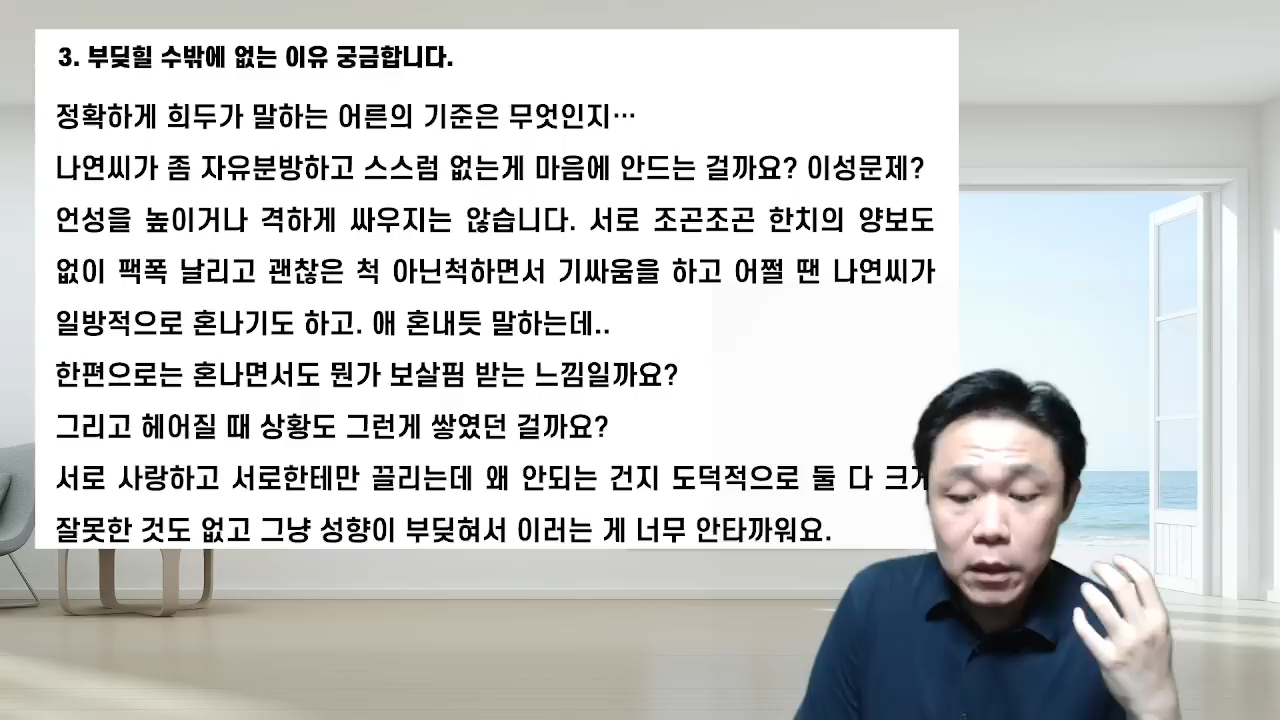 3. 부딪힐 수밖에 없는 이유 궁금합니다.
정확하게 희두가 말하는 어른의 기준은 무엇인지…
나연씨가 좀 자유분방하고 스스럼 없는게 마음에 안드는 걸까요? 이성문제?
언성을 높이거나 격하게 싸우지는 않습니다. 서로 조곤조곤 한치의 양보도
없이 팩폭 날리고 괜찮은 척 아닌척하면서 기싸움을 하고 어쩔 땐 나연씨가
일방적으로 혼나기도 하고. 애 혼내듯 말하는데..
한편으로는 혼나면서도 뭔가 보살핌 받는 느낌일까요?
그리고 헤어질 때 상황도 그런게 쌓였던 걸까요?
서로 사랑하고 서로한테만 끌리는데 왜 안되는 건지 도덕적으로 둘 다 크게
잘못한 것도 없고 그냥 성향이 부딪혀서 이러는 게 너무 안타까워요.